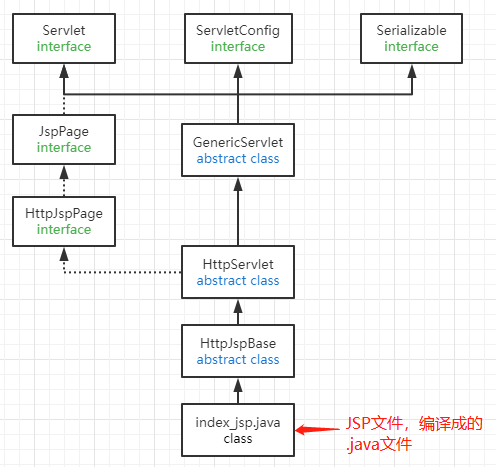 Servlet
interface
ServletConfig
interface
Serializable
interface
JspPage
interface
GenericServlet
abstract class
HttpJspPage
interface
HttpServlet
abstract class
HttpJspBase
abstract class
index_jsp.java
class
JSP文件，编译成的
.java文件